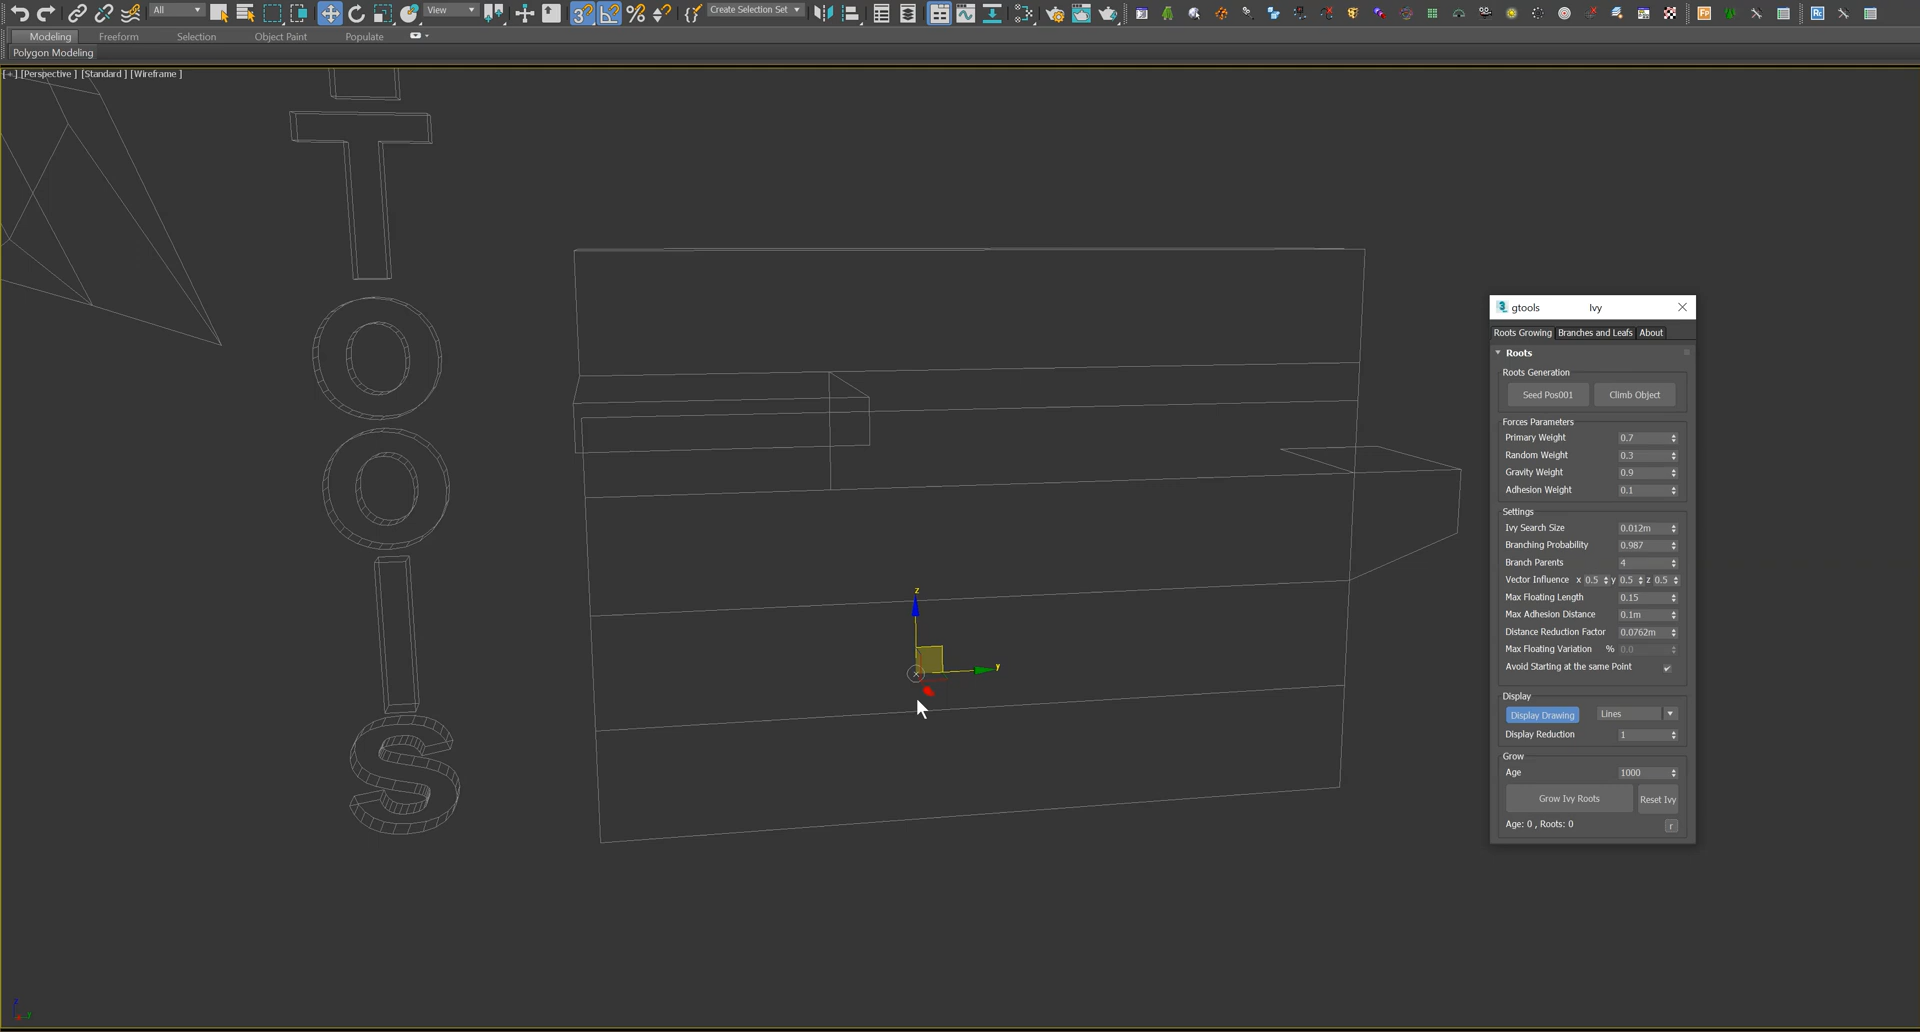 All
View
3
Create Selection Set
FP
Rc
Modeling Freeform Selection Object Paint Populate
Polygon Modeling
[+] [Perspective ] [Standard ] [Wireframe ]
T
O
O
l
S
z
y
z
3 gtools Ivy
Roots Growing Branches and Leafs About
Roots
Roots Generation
Seed Pos001 Climb Object
Forces Parameters
Primary Weight 0.7
Random Weight 0.3
Gravity Weight 0.9
Adhesion Weight 0.1
Settings
Ivy Search Size 0.012m
Branching Probability 0.987
Branch Parents 4
Vector Influence x 0.5 y 0.5 z 0.5
Max Floating Length 0.15
Max Adhesion Distance 0.1m
Distance Reduction Factor 0.0762m
Max Floating Variation % 0.0
Avoid Starting at the same Point
Display
Display Drawing Lines
Display Reduction 1
Grow
Age 1000
Grow Ivy Roots Reset Ivy
Age: 0 , Roots: 0 r